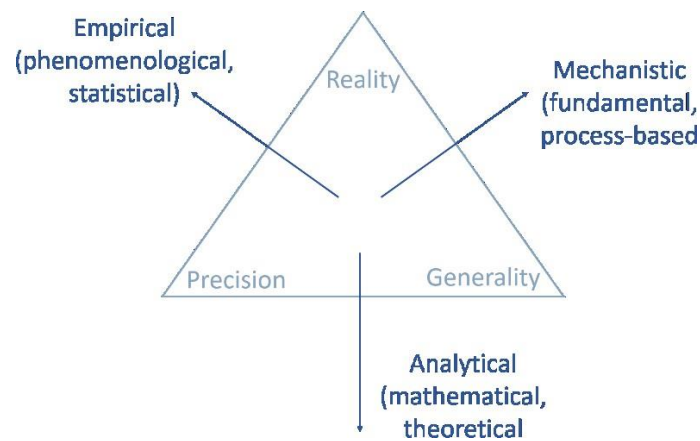 Empirical
(phenomenological,
statistical)
Reality
Mechanistic
(fundamental,
process-based
Precision
Generality
Analytical
(mathematical,
theoretical